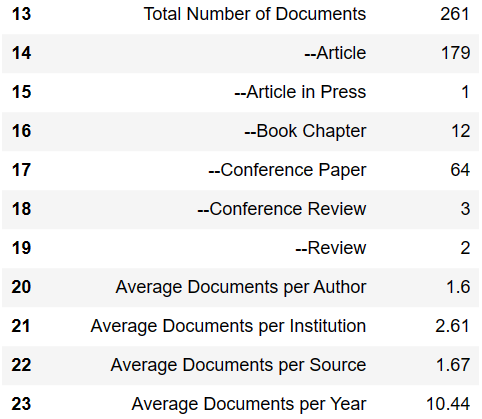 13 Total Number of Documents 261
14 --Article 179
15 --Article in Press 1
16 --Book Chapter 12
17 --Conference Paper 64
18 --Conference Review 3
19 --Review 2
20 Average Documents per Author 1.6
21 Average Documents per Institution 2.61
22 Average Documents per Source 1.67
23 Average Documents per Year 10.44